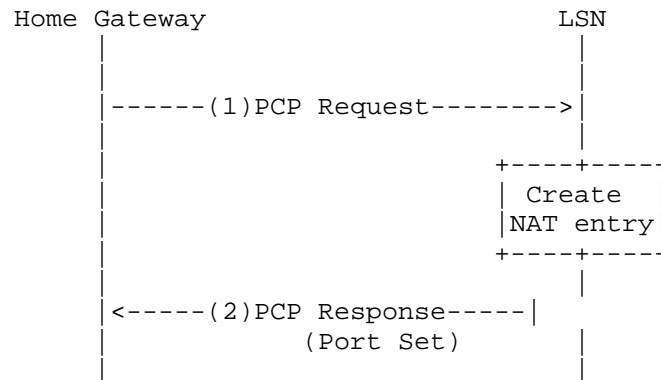 Home Gateway LSN
(1)PCP Request
Create
NAT entry
(2)PCP Response
(Port Set)